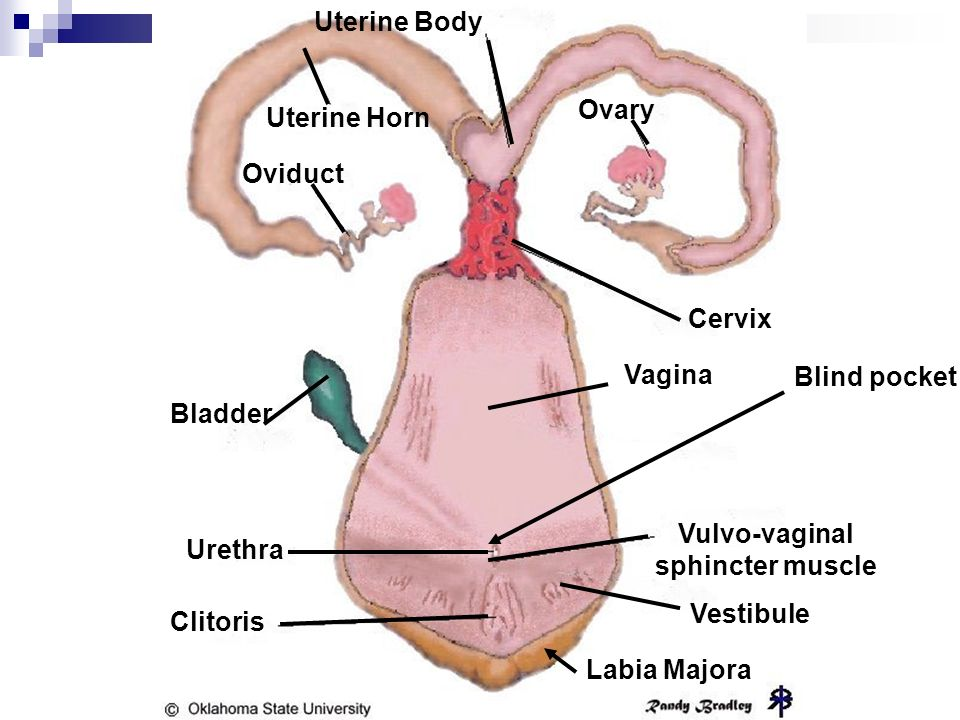 Uterine Body
Uterine Horn
Ovary
Oviduct
Cervix
Vagina
Blind pocket
Bladder
Vulvo-vaginal
sphincter muscle
Urethra
Vestibule
Clitoris
Labia Majora
© Oklahoma State University
Randy Bradley